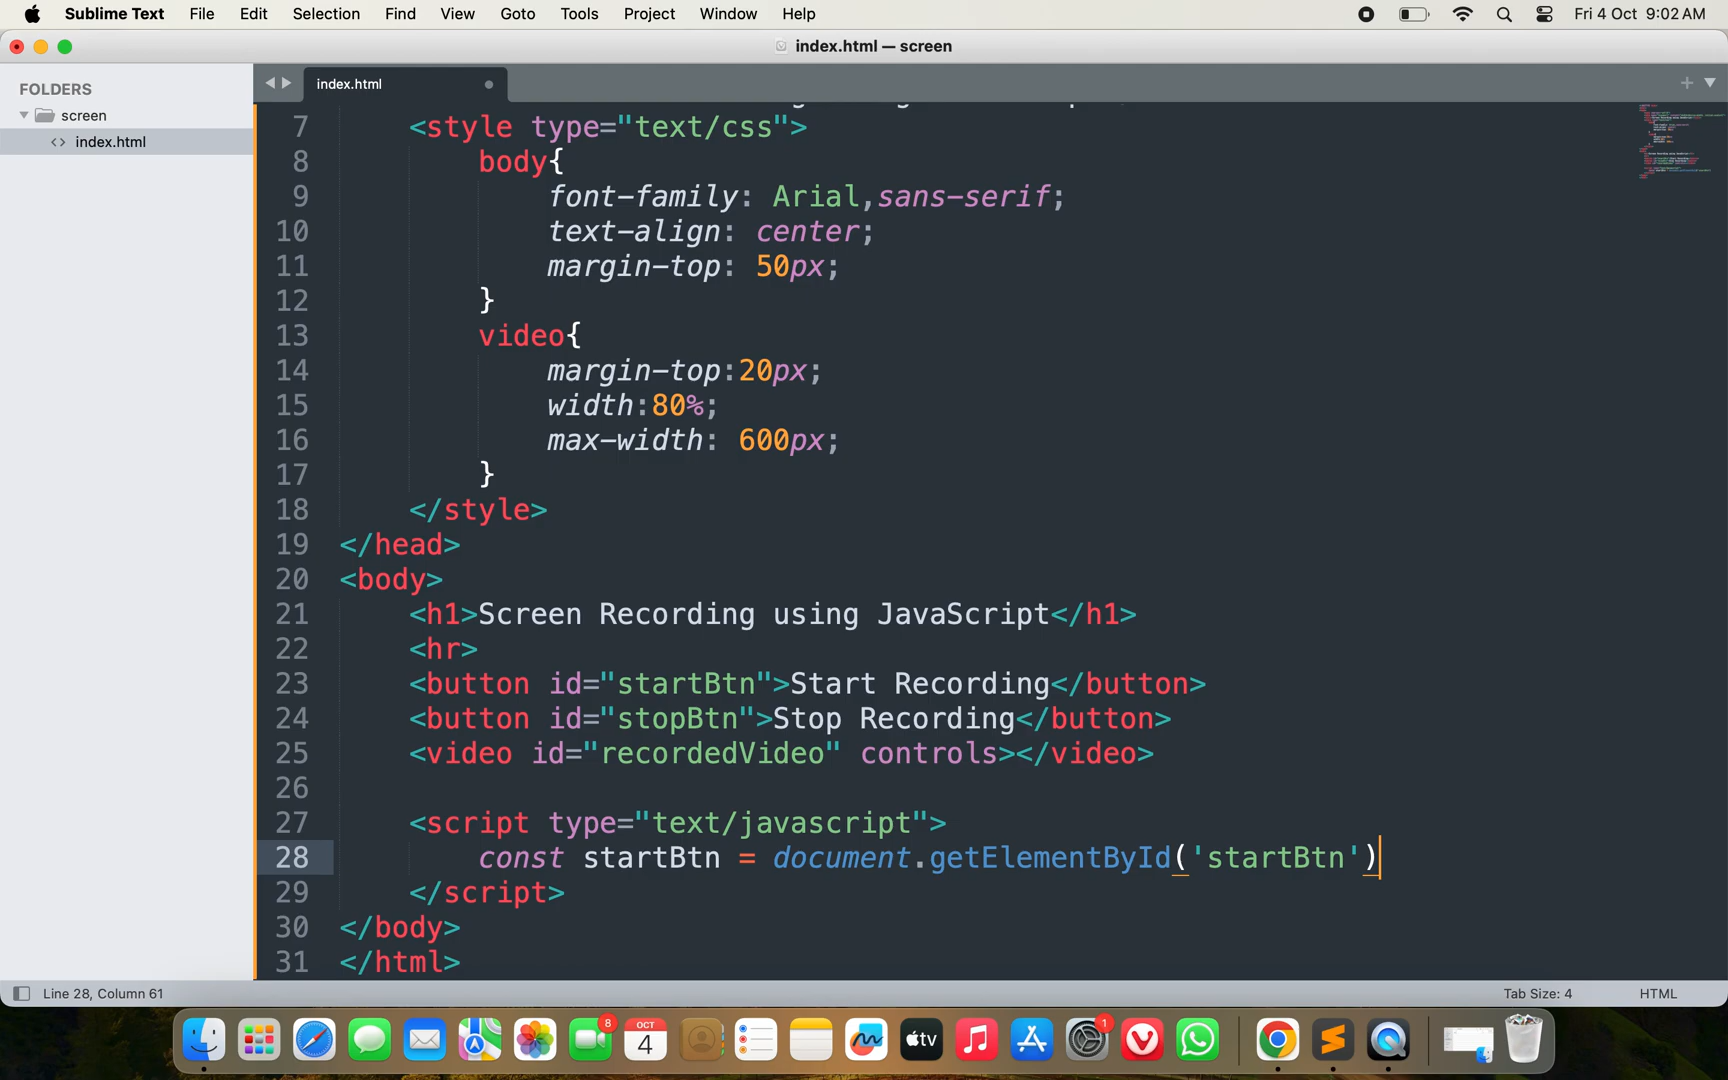 Sublime Text File Edit Selection Find View Goto Tools Project Window Help Fri 4 Oct 9:02 AM
index.html — screen
FOLDERS
screen
index.html
index.html
7 <style type="text/css">
8 body{
9 font-family: Arial,sans-serif;
10 text-align: center;
11 margin-top: 50px;
12 }
13 video{
14 margin-top:20px;
15 width:80%;
16 max-width: 600px;
17 }
18 </style>
19 </head>
20 <body>
21 <h1>Screen Recording using JavaScript</h1>
22 <hr>
23 <button id="startBtn">Start Recording</button>
24 <button id="stopBtn">Stop Recording</button>
25 <video id="recordedVideo" controls></video>
26
27 <script type="text/javascript">
28 const startBtn = document.getElementById('startBtn')
29 </script>
30 </body>
31 </html>
Line 28, Column 61 Tab Size: 4 HTML
8 OCT 4 tv 1